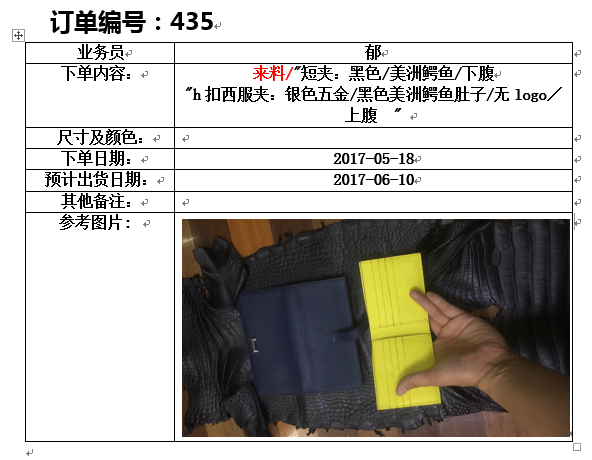 订单编号：435
业务员
郁
下单内容：
来料/"短夹：黑色/美洲鳄鱼/下腹
"h 扣西服夹：银色五金/黑色美洲鳄鱼肚子/无 logo／
上腹 "
尺寸及颜色：
下单日期：
2017-05-18
预计出货日期：
2017-06-10
其他备注：
参考图片：